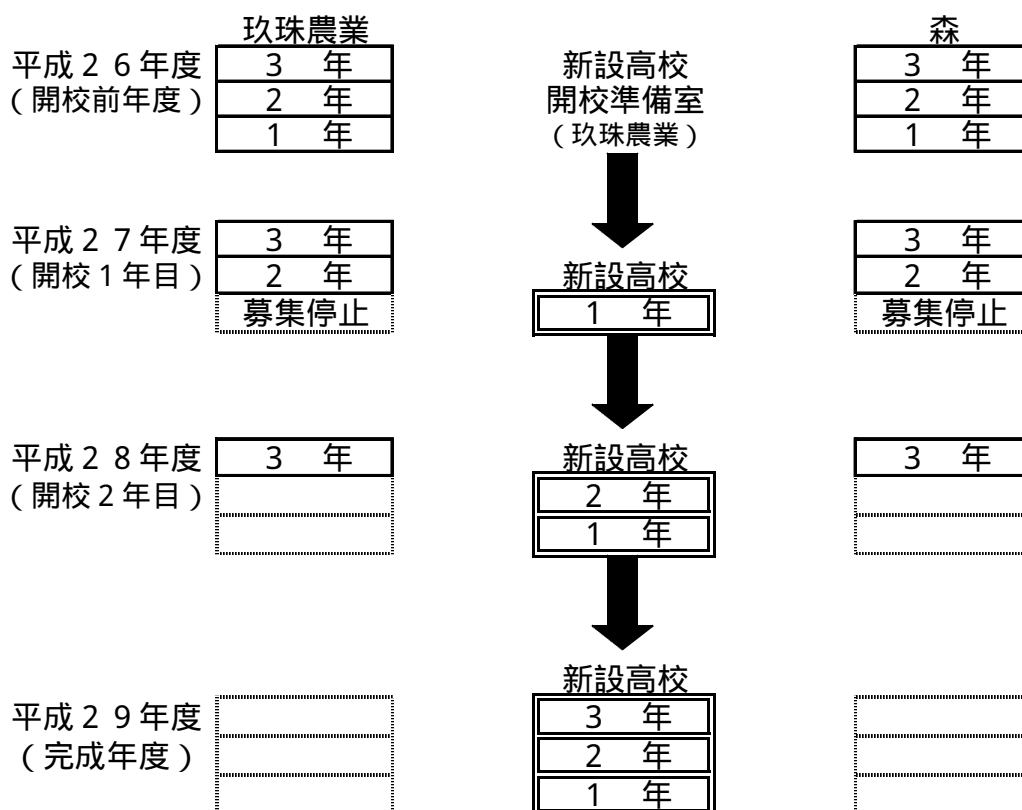 玖珠農業
森
平成２６年度
（開校前年度）
３　年
２　年
１　年
新設高校
開校準備室
（玖珠農業）
３　年
２　年
１　年
平成２７年度
（開校１年目）
３　年
２　年
募集停止
新設高校
１　年
３　年
２　年
募集停止
平成２８年度
（開校２年目）
３　年
新設高校
２　年
１　年
３　年
平成２９年度
（完成年度）
新設高校
３　年
２　年
１　年